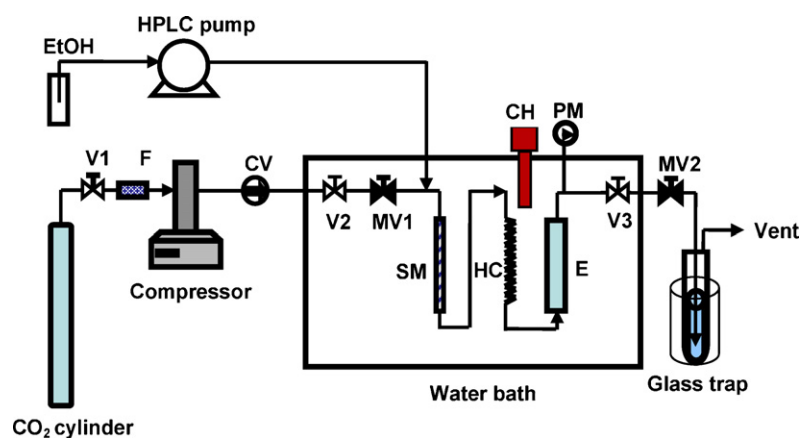 HPLC pump
EtOH
CH
PM
V1
F
CV
MV2
V2
MV1
V3
Vent
SM
HC
E
Compressor
Water bath
Glass trap
CO₂ cylinder